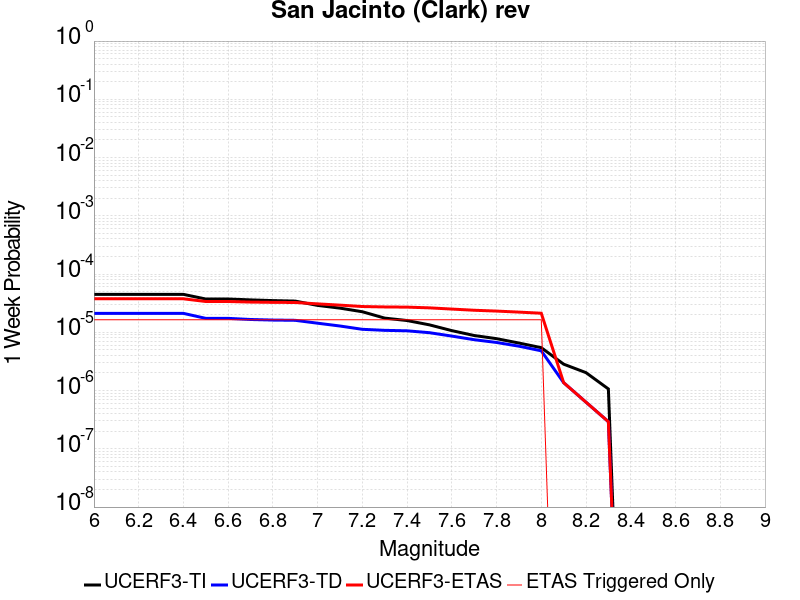 San Jacinto (Clark) rev
10 0
10 -1
10 -2
10 -3
10 -4
10 -5
10 -6
10 -7
10 -8
1 Week Probability
6 6.2 6.4 6.6 6.8 7 7.2 7.4 7.6 7.8 8 8.2 8.4 8.6 8.8 9
Magnitude
UCERF3-TI UCERF3-TD UCERF3-ETAS ETAS Triggered Only